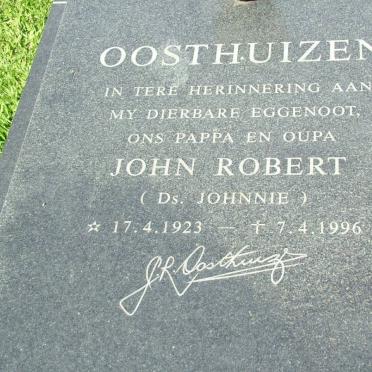 OOSTHUIZEN
IN TERE HERINNERING AAN
MY DIERBARE EGGENOOT,
ONS PAPPA EN OUPA
JOHN ROBERT
( DS. JOHNNIE )
☆ 17.4.1923 — † 7.4.1996
J.R. Oosthuizen